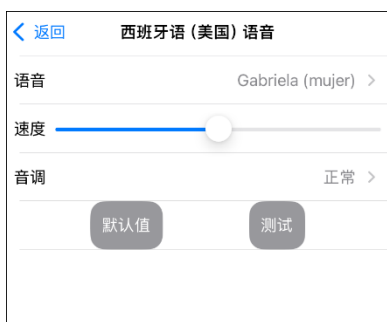 返回 西班牙语（美国）语音
语音 Gabriela (mujer)
速度
音调 正常
默认值 测试